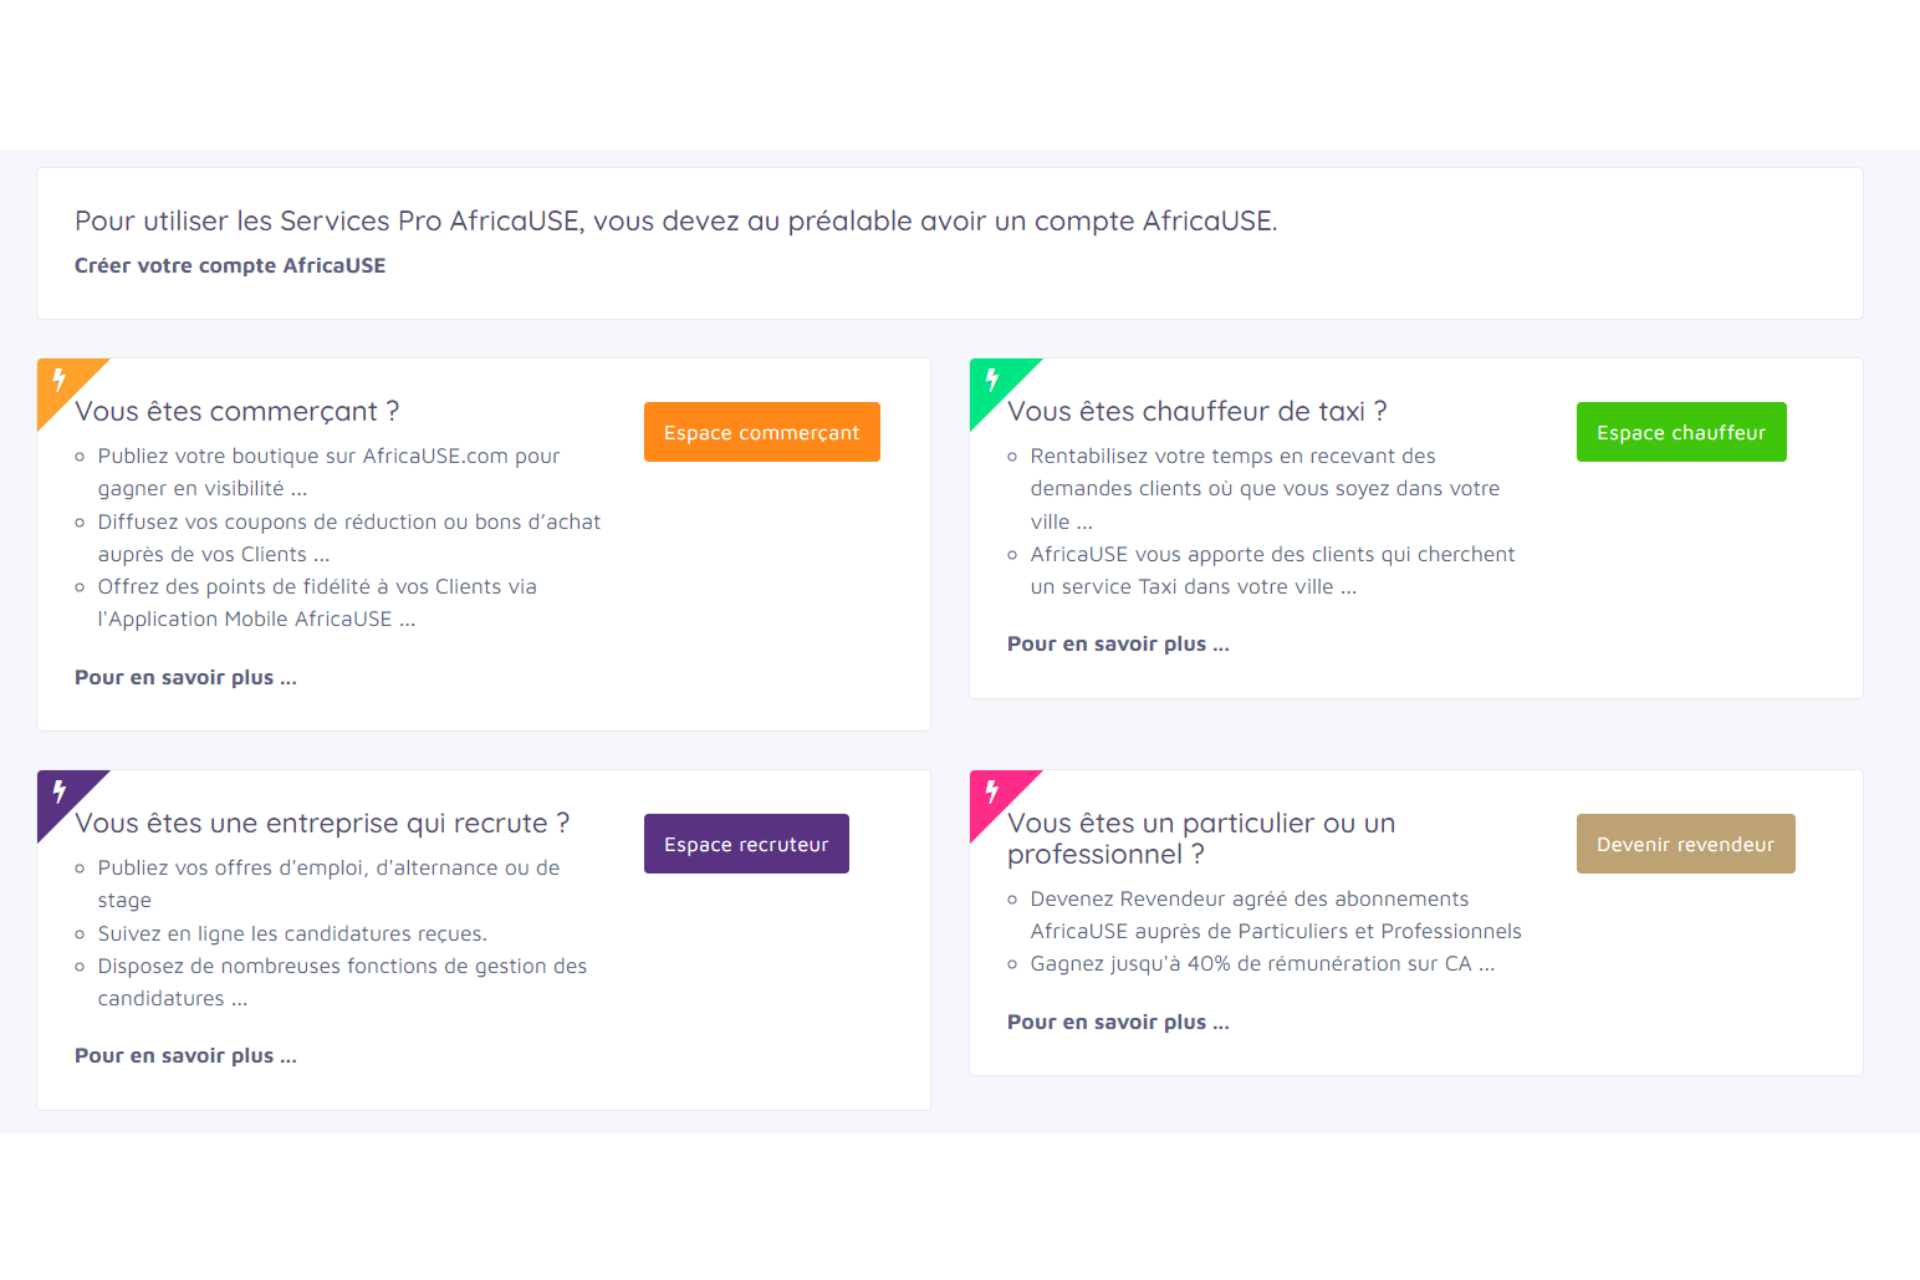 Pour utiliser les Services Pro AfricaUSE, vous devez au préalable avoir un compte AfricaUSE.
Créer votre compte AfricaUSE
Vous êtes commerçant ?
Espace commerçant
Publiez votre boutique sur AfricaUSE.com pour
gagner en visibilité ...
Diffusez vos coupons de réduction ou bons d’achat
auprès de vos Clients ...
Offrez des points de fidélité à vos Clients via
l'Application Mobile AfricaUSE ...
Pour en savoir plus ...
Vous êtes chauffeur de taxi ?
Espace chauffeur
Rentabilisez votre temps en recevant des
demandes clients où que vous soyez dans votre
ville ...
AfricaUSE vous apporte des clients qui cherchent
un service Taxi dans votre ville ...
Pour en savoir plus ...
Vous êtes une entreprise qui recrute ?
Espace recruteur
Publiez vos offres d'emploi, d'alternance ou de
stage
Suivez en ligne les candidatures reçues.
Disposez de nombreuses fonctions de gestion des
candidatures ...
Pour en savoir plus ...
Vous êtes un particulier ou un
professionnel ?
Devenir revendeur
Devenez Revendeur agréé des abonnements
AfricaUSE auprès de Particuliers et Professionnels
Gagnez jusqu'à 40% de rémunération sur CA ...
Pour en savoir plus ...